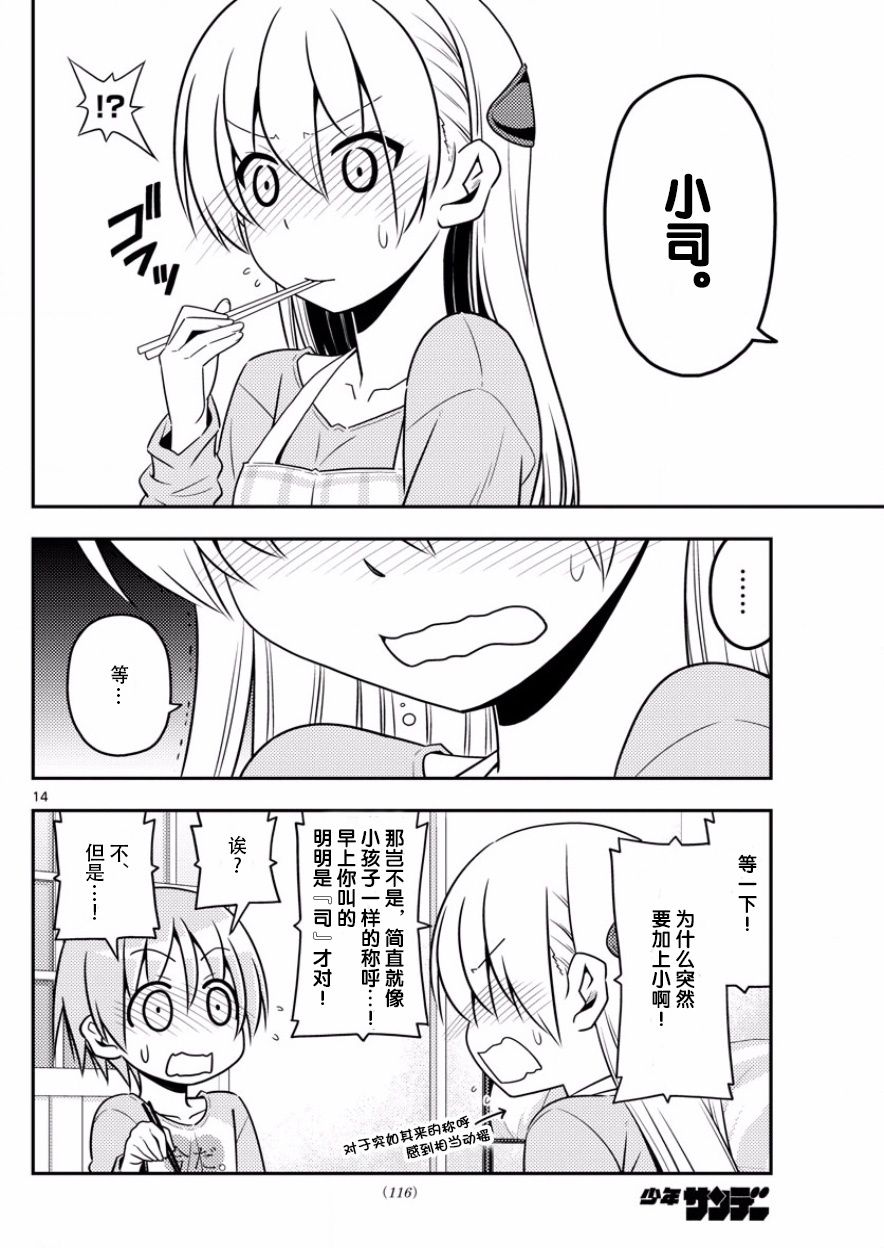 小司。
!?
ゴフッ
……
等…
14
等一下！
为什么突然
要加上小啊！
那岂不是，简直就像
小孩子一样的称呼…！
早上你叫的
明明是『司』才对！
诶？
不、
但是…！
对于突如其来的称呼
感到相当动摇
今だ。
（116）
少年サンデー